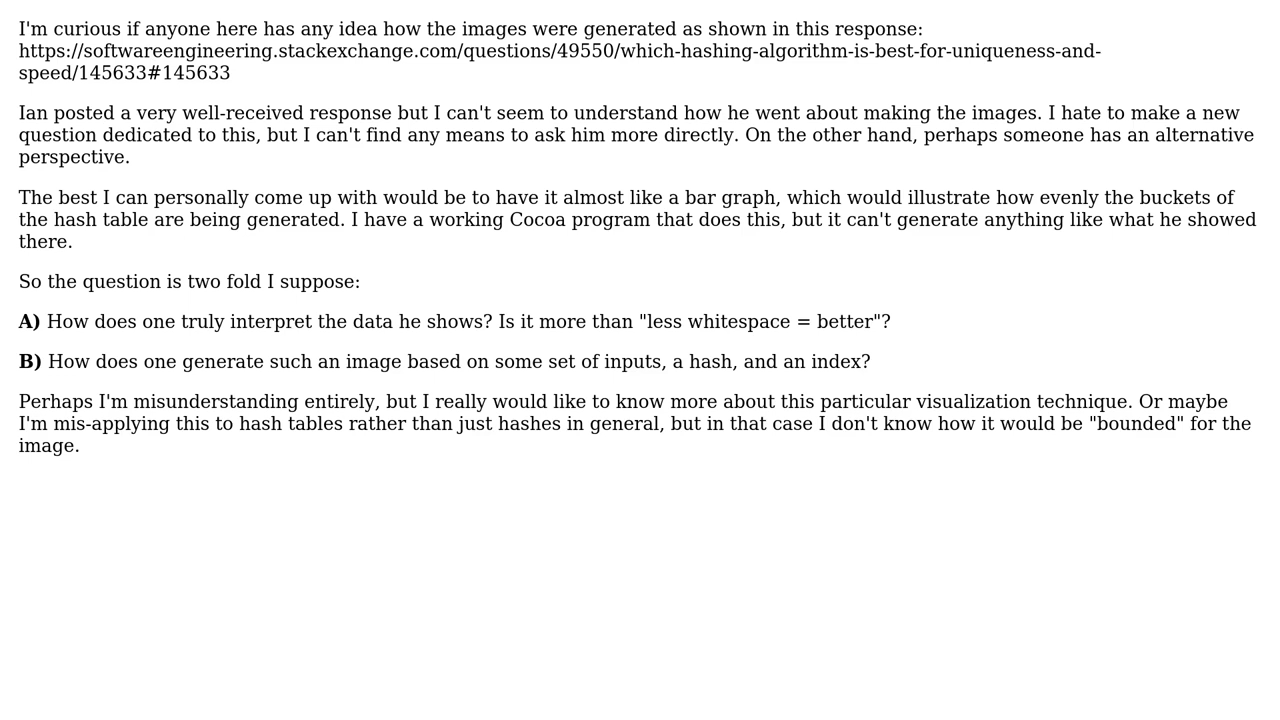 I'm curious if anyone here has any idea how the images were generated as shown in this response:
https://softwareengineering.stackexchange.com/questions/49550/which-hashing-algorithm-is-best-for-uniqueness-and-
speed/145633#145633
Ian posted a very well-received response but I can't seem to understand how he went about making the images. I hate to make a new
question dedicated to this, but I can't find any means to ask him more directly. On the other hand, perhaps someone has an alternative
perspective.
The best I can personally come up with would be to have it almost like a bar graph, which would illustrate how evenly the buckets of
the hash table are being generated. I have a working Cocoa program that does this, but it can't generate anything like what he showed
there.
So the question is two fold I suppose:
A) How does one truly interpret the data he shows? Is it more than "less whitespace = better"?
B) How does one generate such an image based on some set of inputs, a hash, and an index?
Perhaps I'm misunderstanding entirely, but I really would like to know more about this particular visualization technique. Or maybe
I'm mis-applying this to hash tables rather than just hashes in general, but in that case I don't know how it would be "bounded" for the
image.